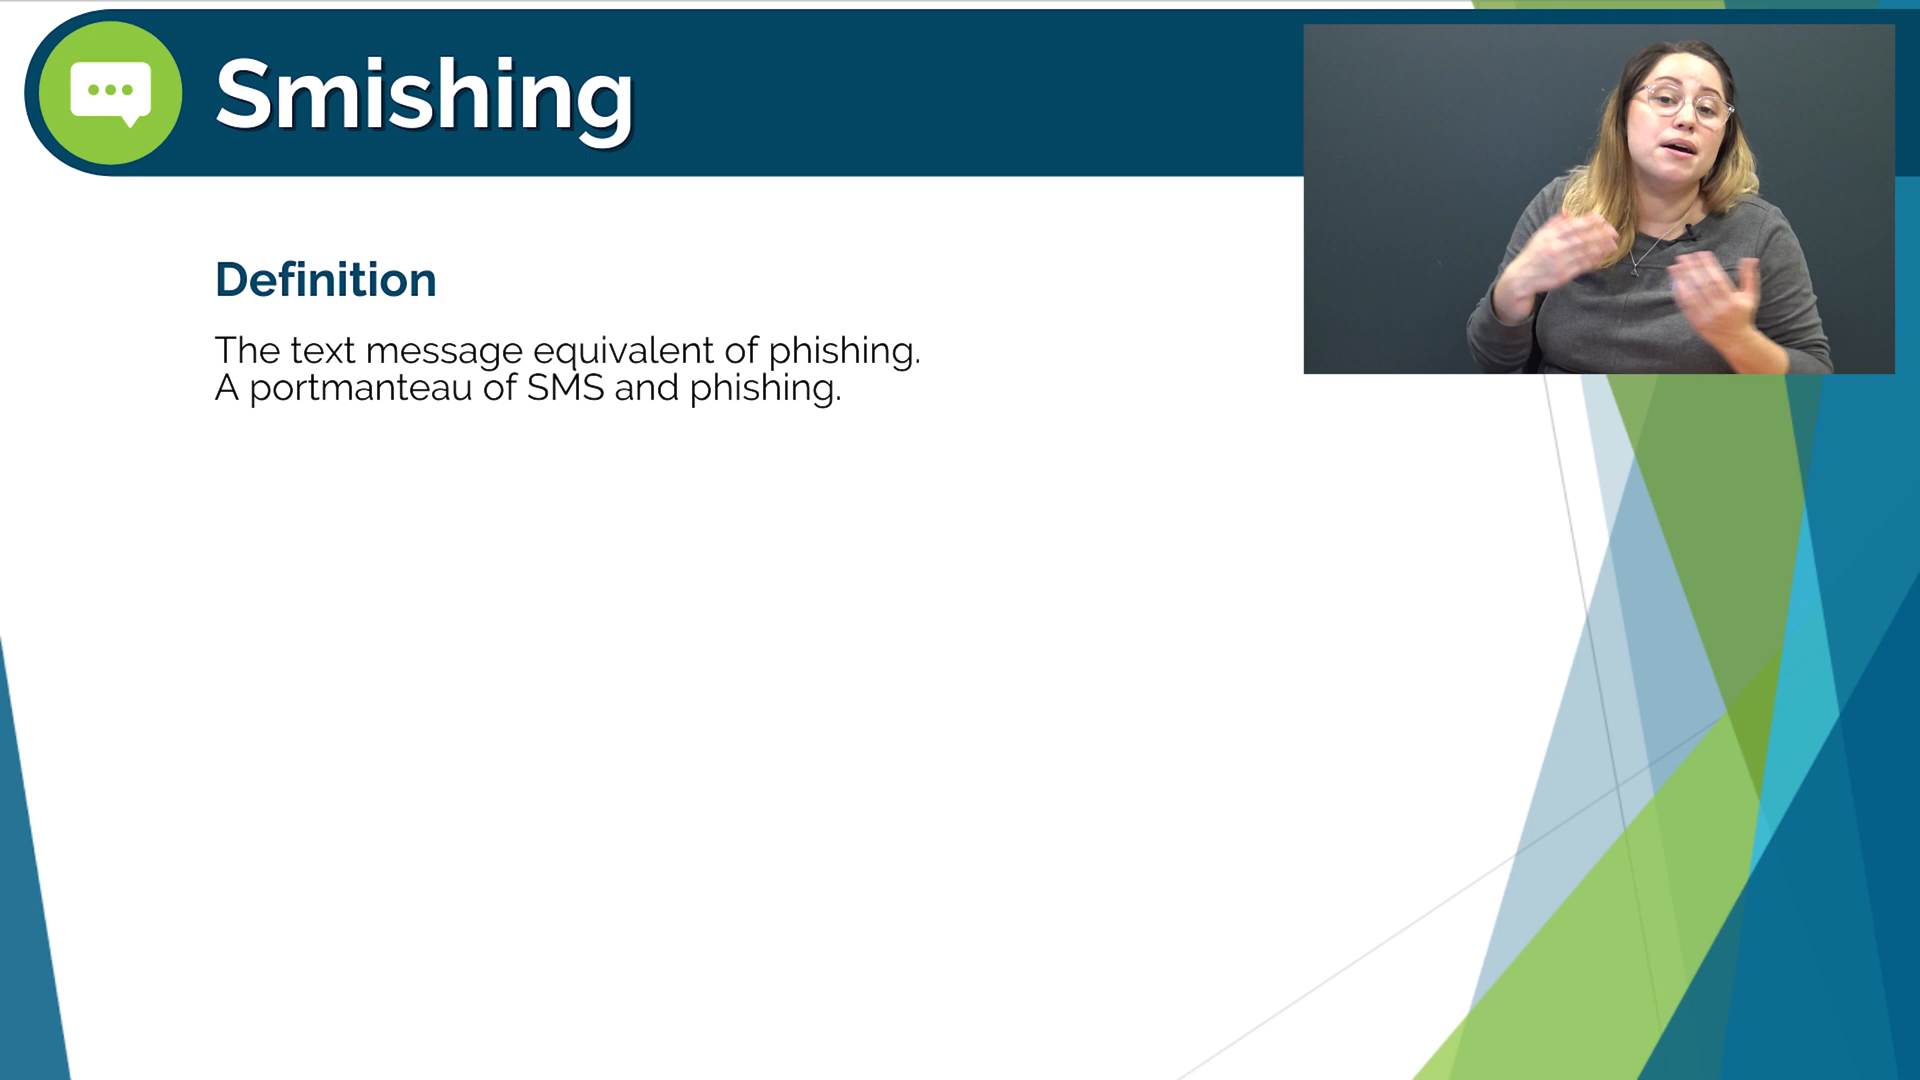 Smishing
Definition
The text message equivalent of phishing.
A portmanteau of SMS and phishing.